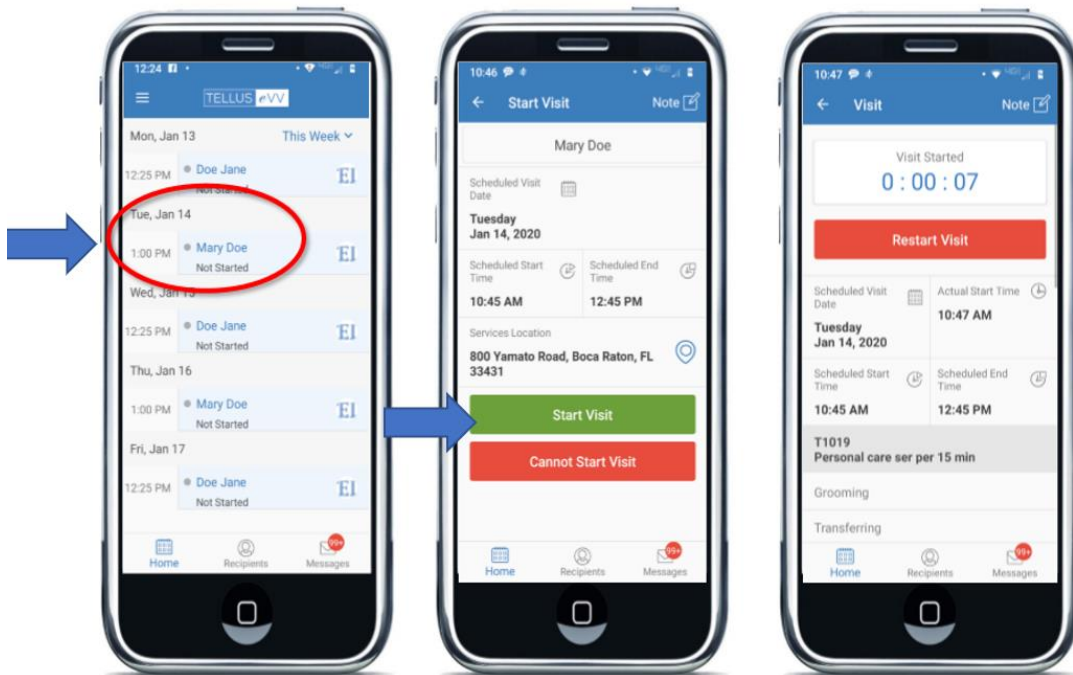 12:24
TELLUS eVV
Mon, Jan 13 This Week
12:25 PM Doe Jane EI
Not Started
Tue, Jan 14
1:00 PM Mary Doe EI
Not Started
Wed, Jan 15
12:25 PM Doe Jane EI
Not Started
Thu, Jan 16
1:00 PM Mary Doe EI
Not Started
Fri, Jan 17
12:25 PM Doe Jane EI
Not Started
99+
Home Recipients Messages
10:46
Start Visit Note
Mary Doe
Scheduled Visit
Date
Tuesday
Jan 14, 2020
Scheduled Start Scheduled End
Time Time
10:45 AM 12:45 PM
Services Location
800 Yamato Road, Boca Raton, FL
33431
Start Visit
Cannot Start Visit
99+
Home Recipients Messages
10:47
Visit Note
Visit Started
0 : 00 : 07
Restart Visit
Scheduled Visit Actual Start Time
Date
10:47 AM
Tuesday
Jan 14, 2020
Scheduled Start Scheduled End
Time Time
10:45 AM 12:45 PM
T1019
Personal care ser per 15 min
Grooming
Transferring
99+
Home Recipients Messages